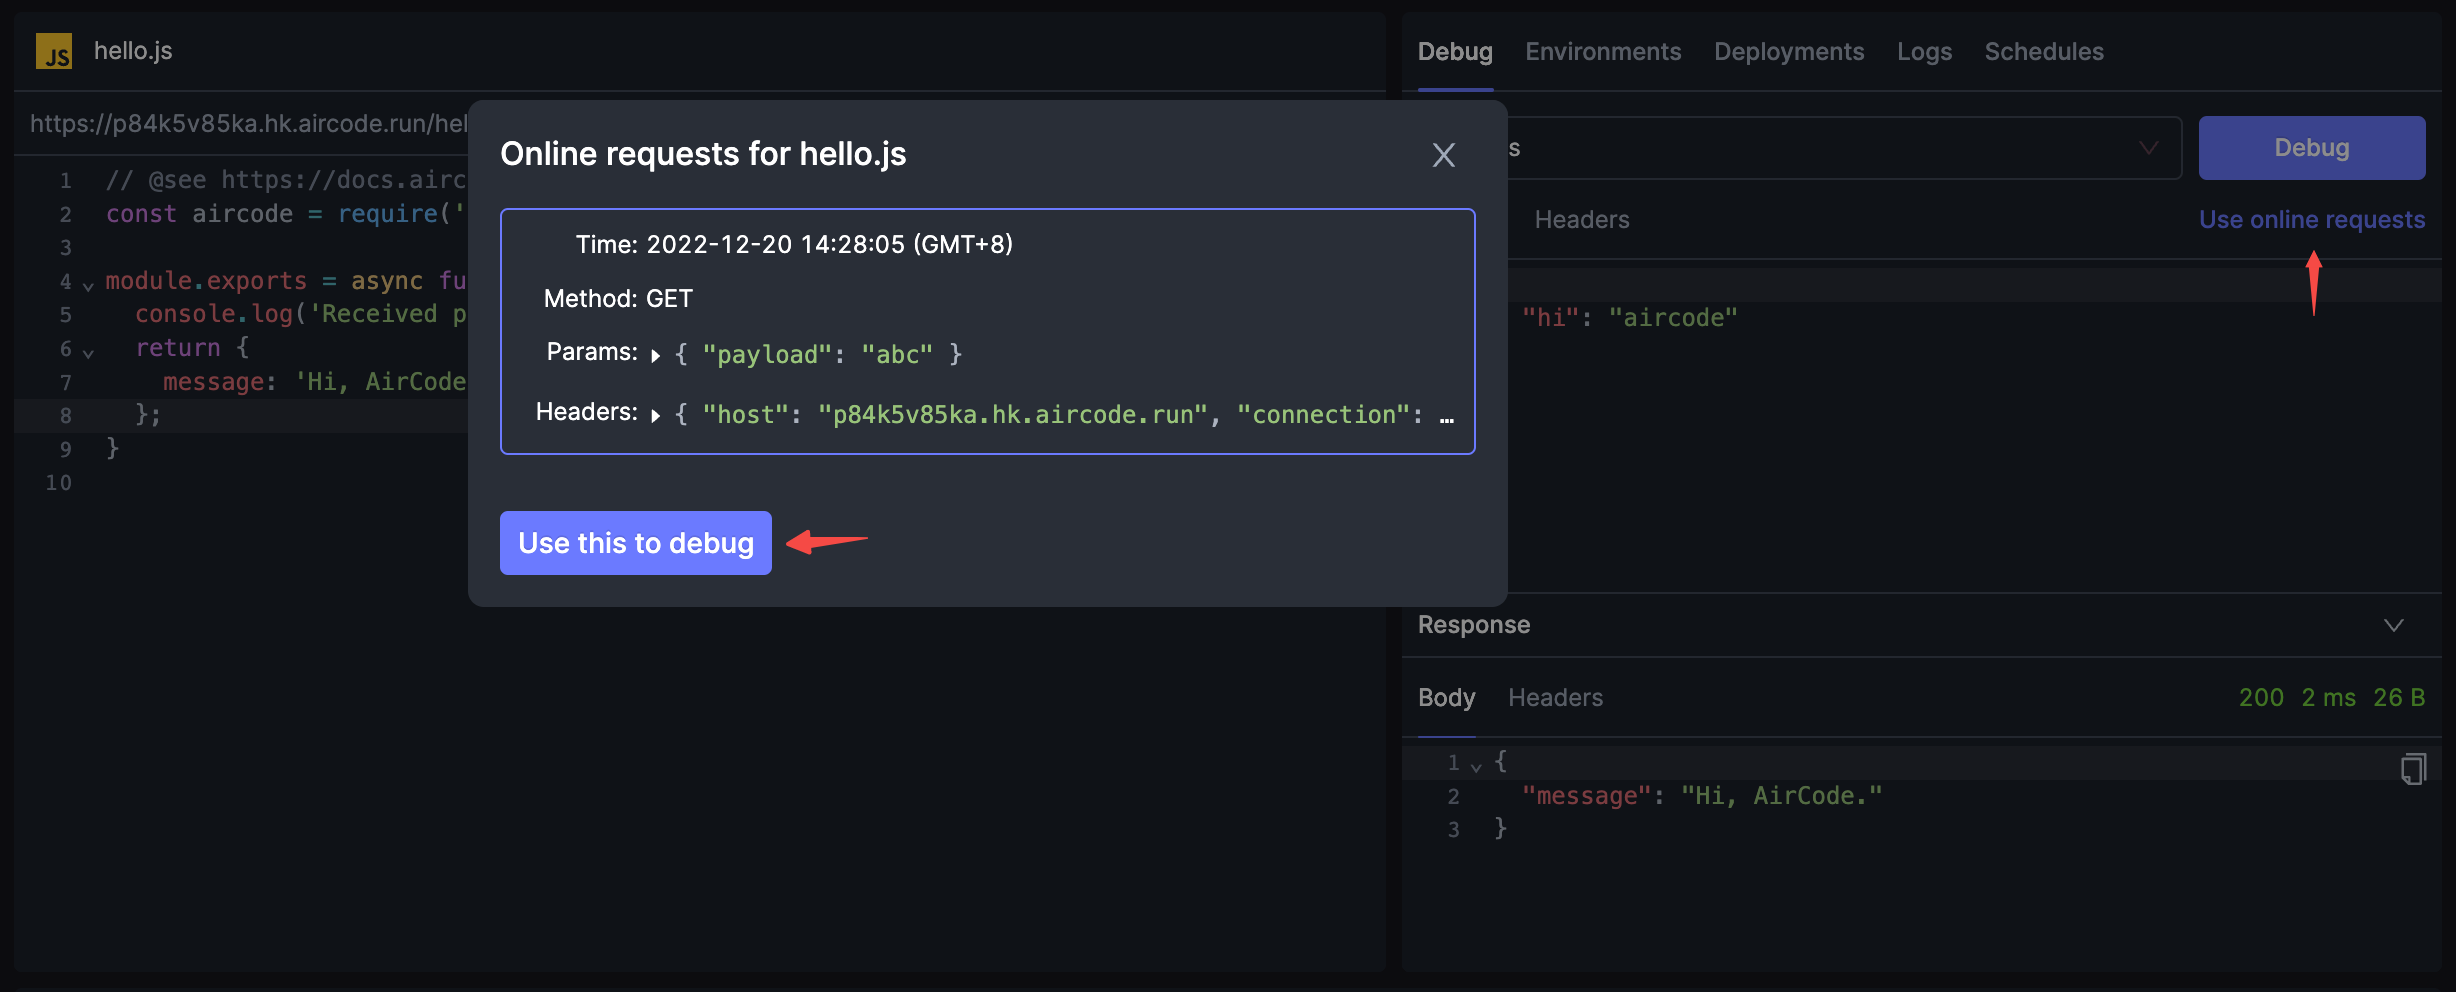 JS hello.js
https://p84k5v85ka.hk.aircode.run/hel
1 // @see https://docs.airc
2 const aircode = require('
3
4 module.exports = async fu
5 console.log('Received p
6 return {
7 message: 'Hi, AirCode
8 };
9 }
10
Online requests for hello.js
X
Time: 2022-12-20 14:28:05 (GMT+8)
Method: GET
Params: { "payload": "abc" }
Headers: { "host": "p84k5v85ka.hk.aircode.run", "connection": …
Use this to debug
Debug Environments Deployments Logs Schedules
s
Debug
Headers
Use online requests
"hi": "aircode"
Response
Body Headers
200 2 ms 26 B
1 {
2 "message": "Hi, AirCode."
3 }